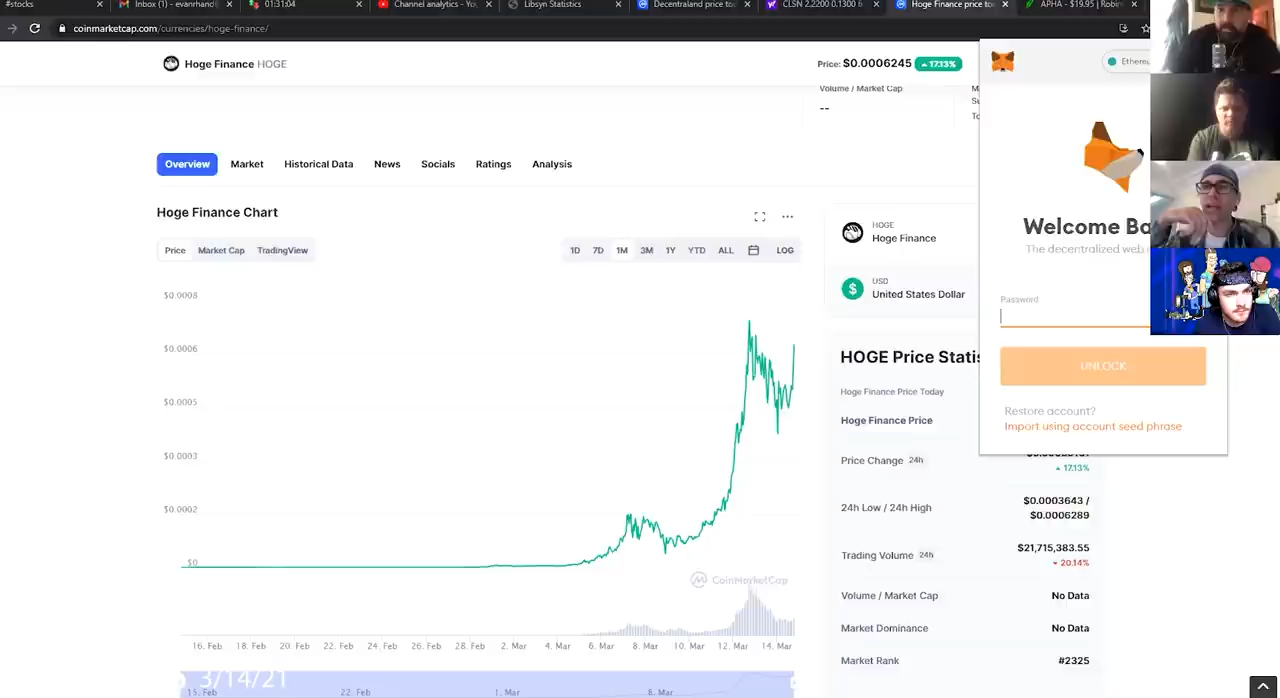 #stocks
Inbox (1) - evanrhand
01:31:04
Channel analytics - Yo
Libsyn Statistics
Decentraland price to
CLSN 2.2200 0.1300 6
Hoge Finance price to
APHA - $19.95 | Robin
coinmarketcap.com/currencies/hoge-finance/
Hoge Finance HOGE
Price: $0.0006245 17.13%
Ethereu
Volume / Market Cap
--
Overview Market Historical Data News Socials Ratings Analysis
Hoge Finance Chart
Price Market Cap TradingView
1D 7D 1M 3M 1Y YTD ALL LOG
HOGE
Hoge Finance
USD
United States Dollar
$0.0008
$0.0006
$0.0005
$0.0003
$0.0002
$0
CoinMarketCap
16. Feb 18. Feb 20. Feb 22. Feb 24. Feb 26. Feb 28. Feb 2. Mar 4. Mar 6. Mar 8. Mar 10. Mar 12. Mar 14. Mar
3/14/21
15. Feb 22. Feb 1. Mar 8. Mar
Welcome Ba
The decentralized web
Password
UNLOCK
Restore account?
Import using account seed phrase
HOGE Price Statis
Hoge Finance Price Today
Hoge Finance Price
Price Change 24h
17.13%
24h Low / 24h High
$0.0003643 /
$0.0006289
Trading Volume 24h
$21,715,383.55
20.14%
Volume / Market Cap
No Data
Market Dominance
No Data
Market Rank
#2325